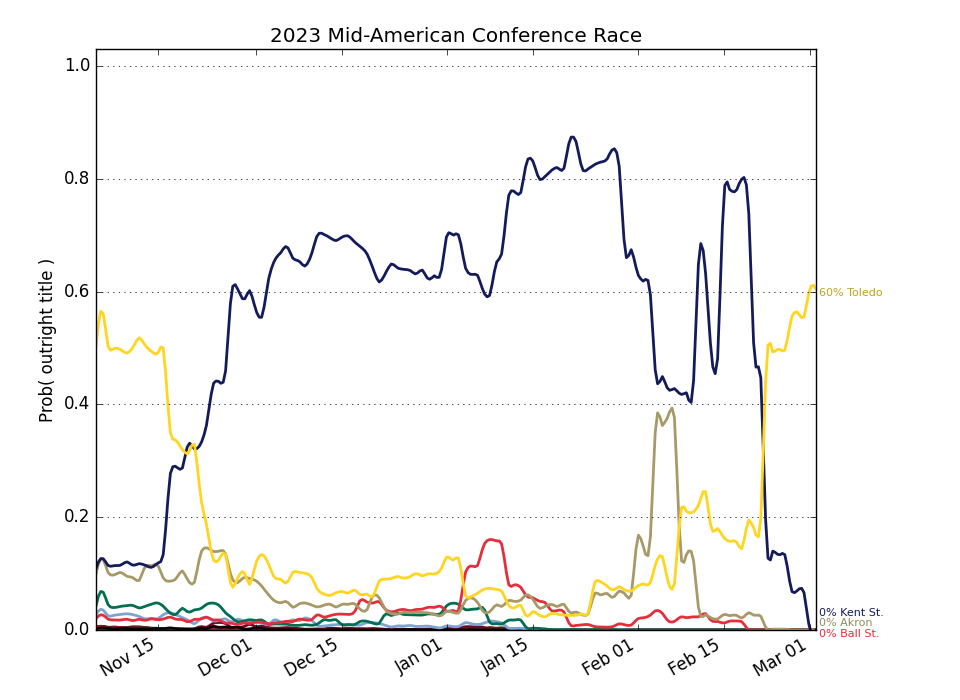 2023 Mid-American Conference Race
Prob( outright title )
1.0
0.8
0.6
0.4
0.2
0.0
60% Toledo
0% Kent St.
0% Akron
0% Ball St.
Nov 15
Dec 01
Dec 15
Jan 01
Jan 15
Feb 01
Feb 15
Mar 01